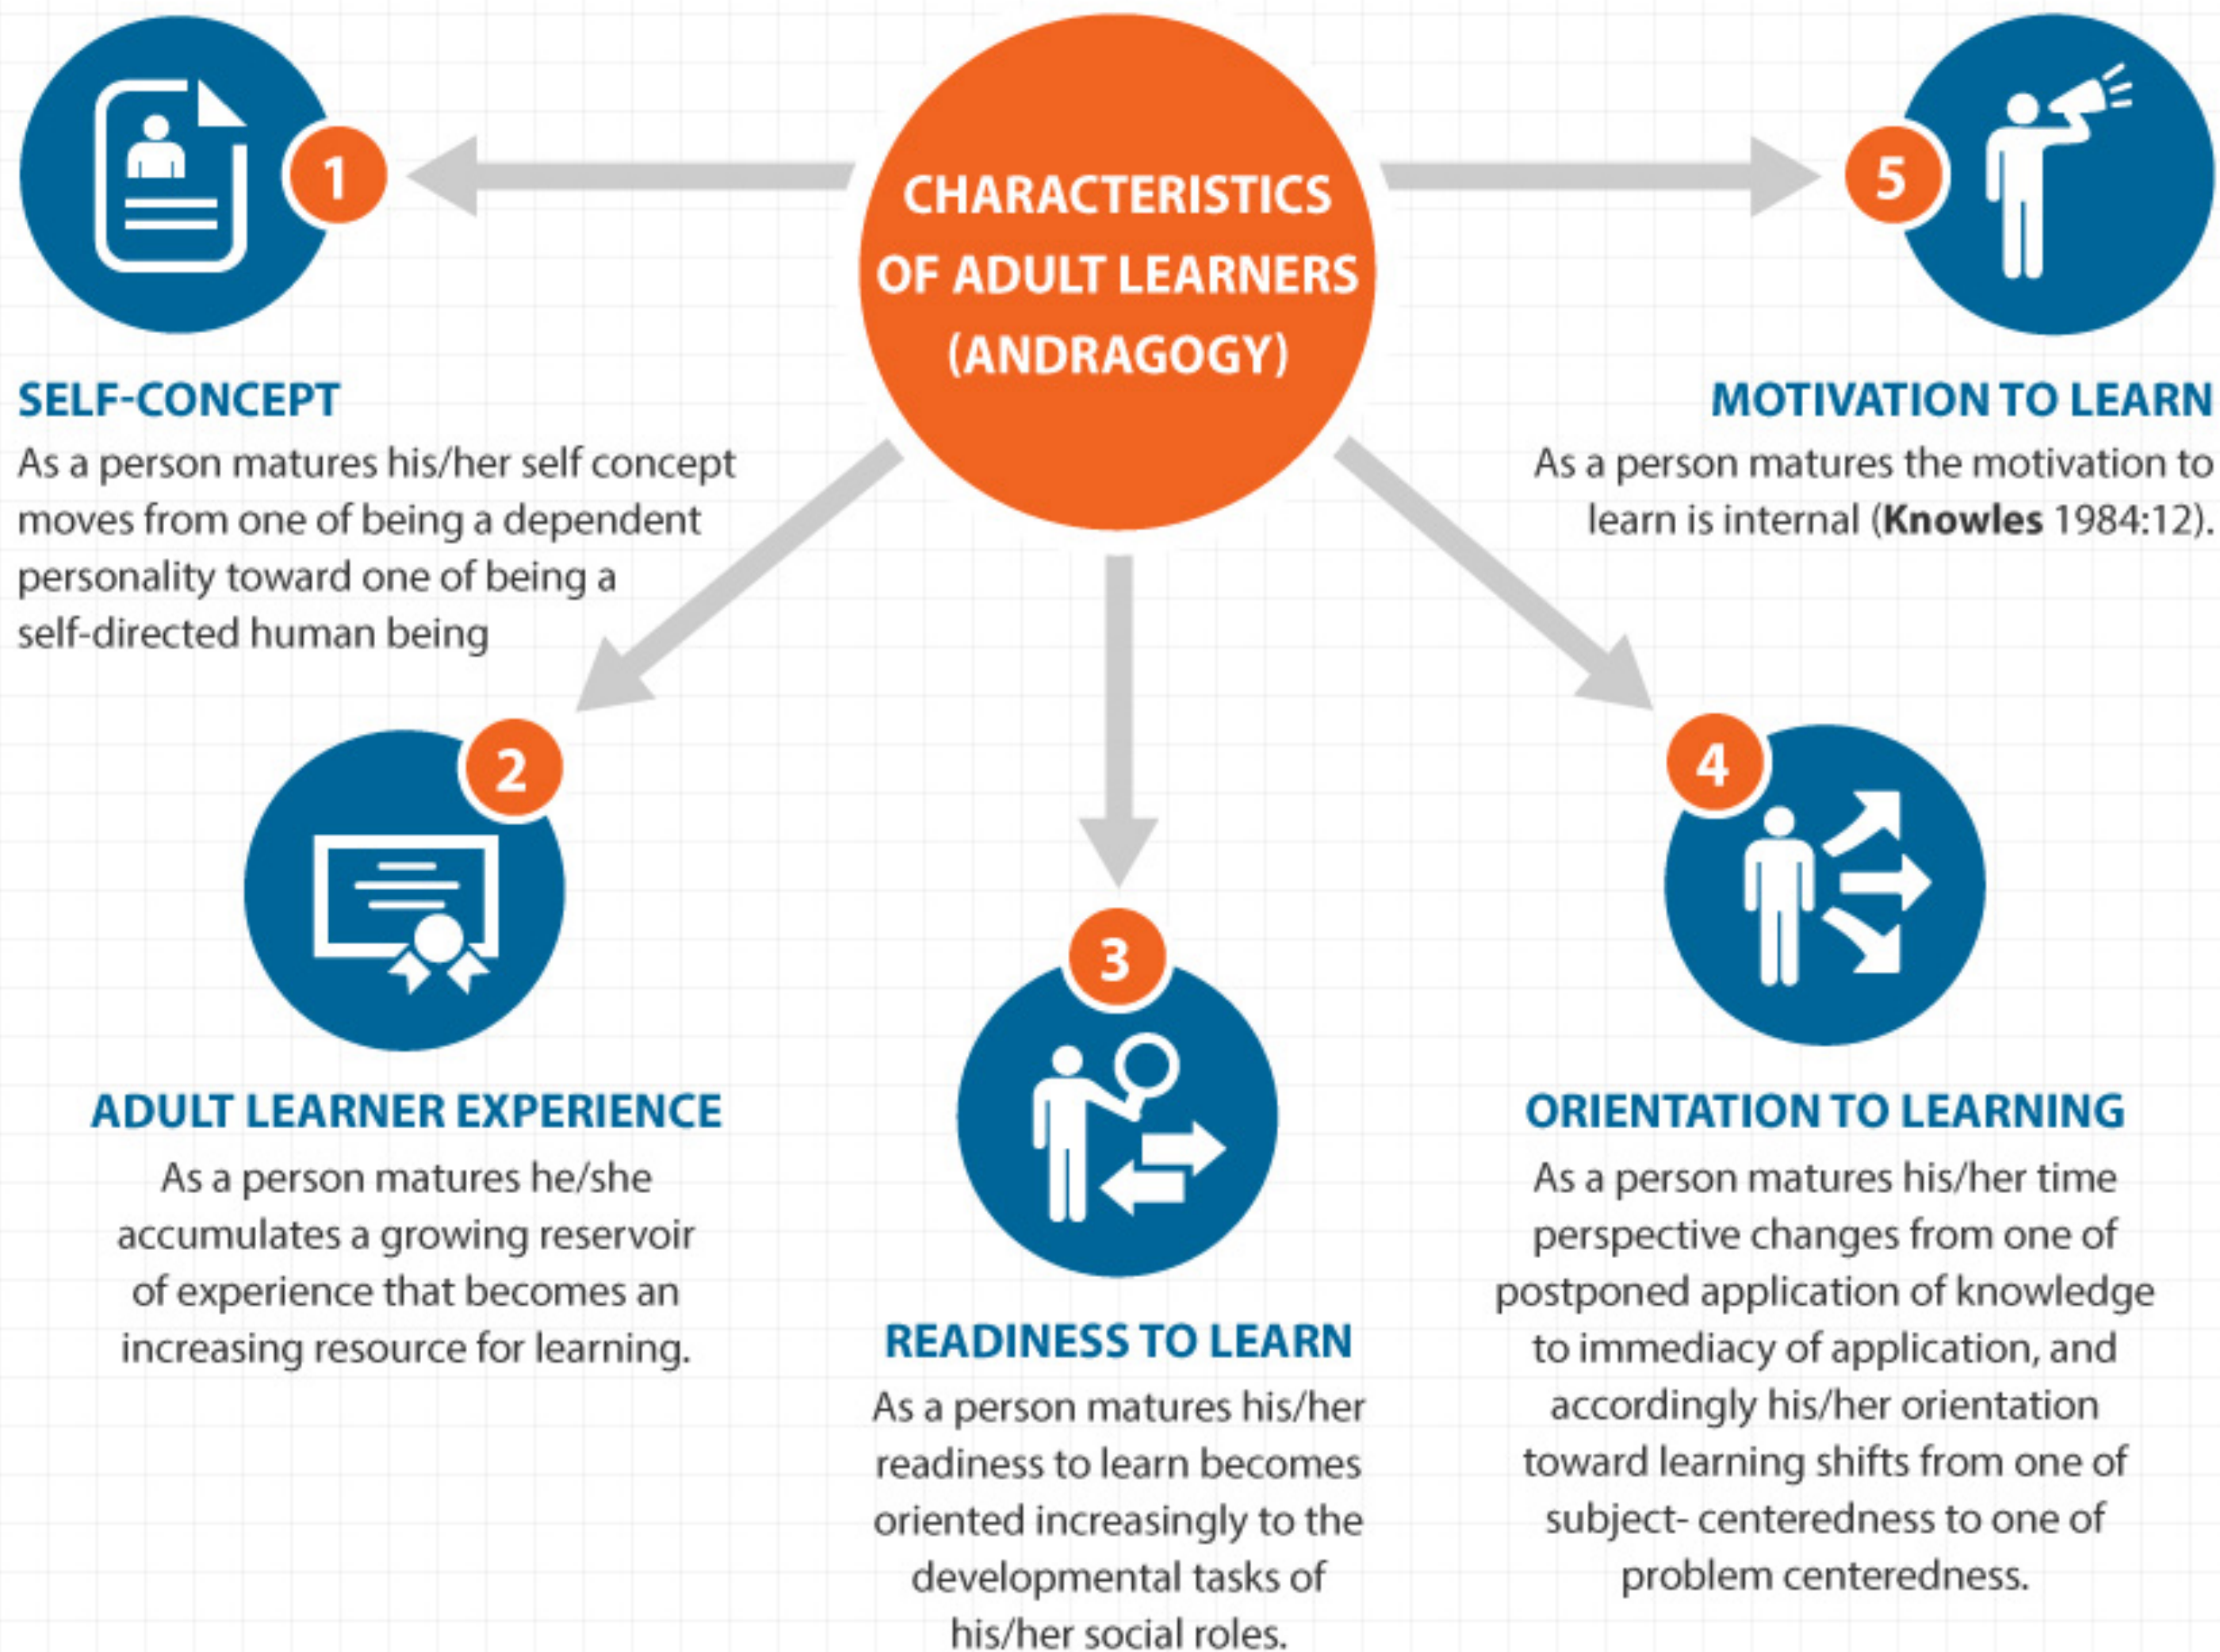 CHARACTERISTICS
OF ADULT LEARNERS
(ANDRAGOGY)
1
SELF-CONCEPT
As a person matures his/her self concept
moves from one of being a dependent
personality toward one of being a
self-directed human being
2
ADULT LEARNER EXPERIENCE
As a person matures he/she
accumulates a growing reservoir
of experience that becomes an
increasing resource for learning.
3
READINESS TO LEARN
As a person matures his/her
readiness to learn becomes
oriented increasingly to the
developmental tasks of
his/her social roles.
4
ORIENTATION TO LEARNING
As a person matures his/her time
perspective changes from one of
postponed application of knowledge
to immediacy of application, and
accordingly his/her orientation
toward learning shifts from one of
subject- centeredness to one of
problem centeredness.
5
MOTIVATION TO LEARN
As a person matures the motivation to
learn is internal (Knowles 1984:12).